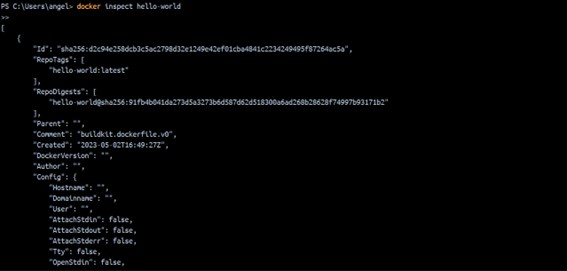 PS C:\Users\angel> docker inspect hello-world
>>
[
{
"Id": "sha256:d2c94e258dcb3c5ac2798d32e1249e42ef01cba4841c2234249495f87264ac5a",
"RepoTags": [
"hello-world:latest"
],
"RepoDigests": [
"hello-world@sha256:91fb4b041da273d5a3273b6d587d62d518300a6ad268b28628f74997b93171b2"
],
"Parent": "",
"Comment": "buildkit.dockerfile.v0",
"Created": "2023-05-02T16:49:27Z",
"DockerVersion": "",
"Author": "",
"Config": {
"Hostname": "",
"Domainname": "",
"User": "",
"AttachStdin": false,
"AttachStdout": false,
"AttachStderr": false,
"Tty": false,
"OpenStdin": false,